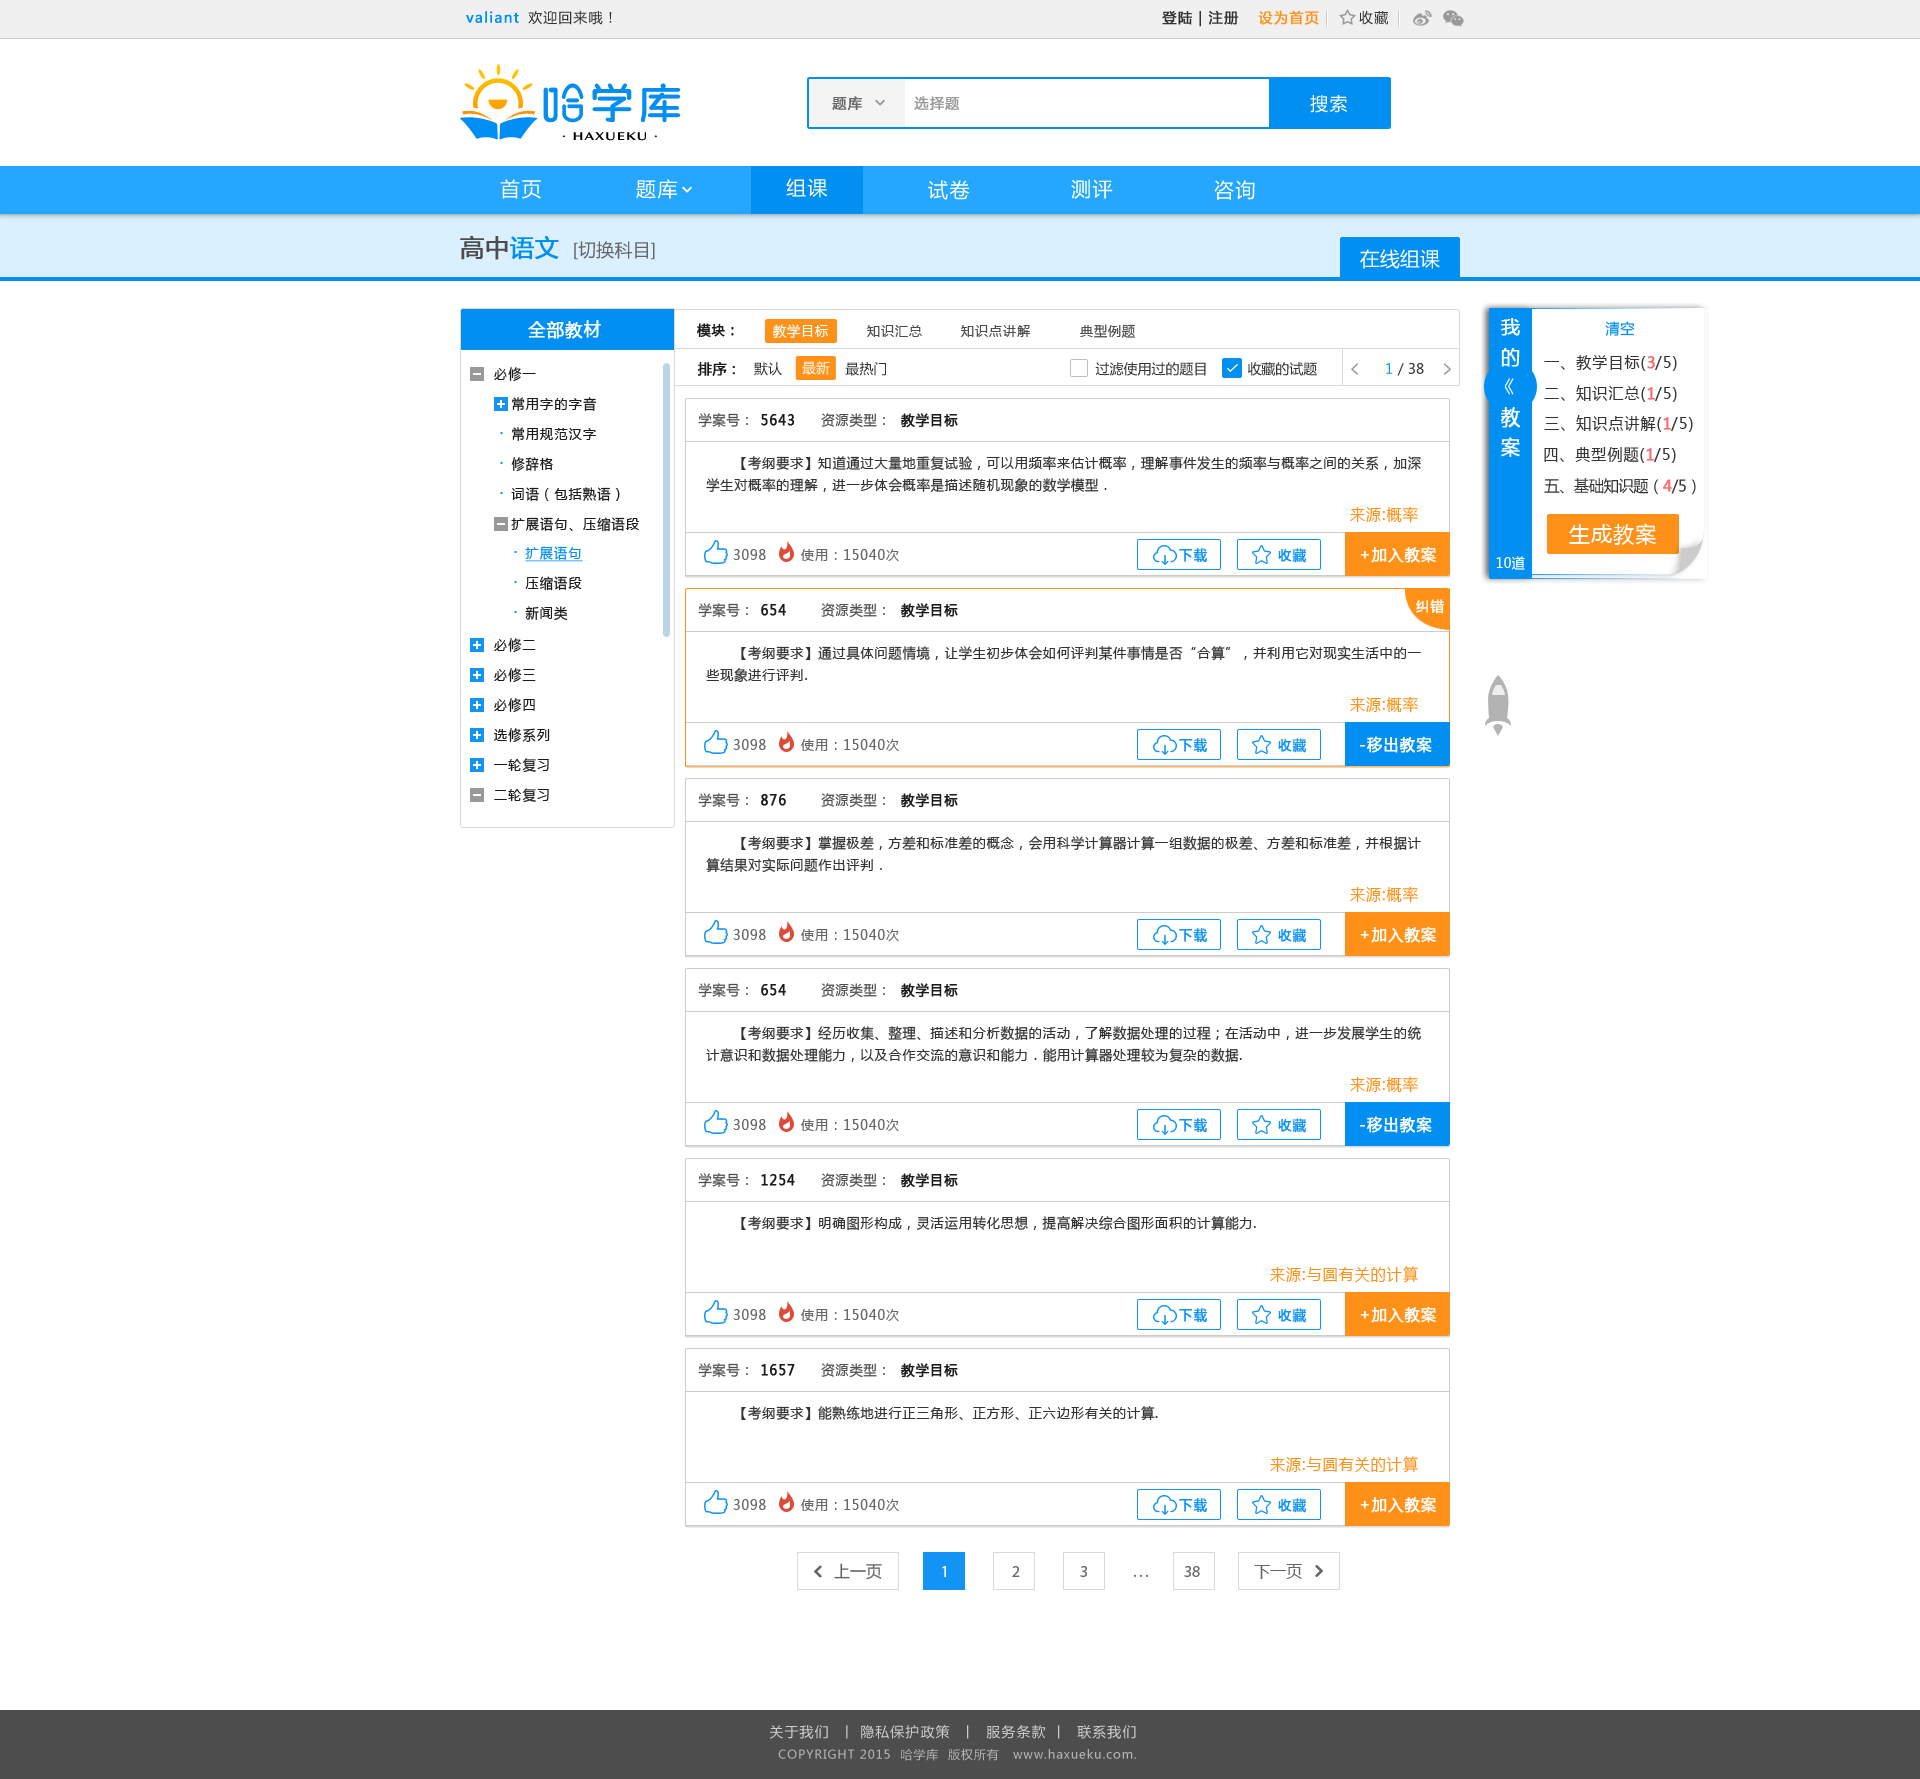 valiant 欢迎回来哦！ 登陆 | 注册 设为首页 收藏
哈学库
· HAXUEKU ·
题库 选择题 搜索
首页 题库 组课 试卷 测评 咨询
高中语文 [切换科目] 在线组课
全部教材
必修一
常用字的字音
· 常用规范汉字
· 修辞格
· 词语（包括熟语）
扩展语句、压缩语段
· 扩展语句
· 压缩语段
· 新闻类
必修二
必修三
必修四
选修系列
一轮复习
二轮复习
模块： 教学目标 知识汇总 知识点讲解 典型例题
排序： 默认 最新 最热门 过滤使用过的题目 收藏的试题 1 / 38
学案号： 5643 资源类型： 教学目标
【考纲要求】知道通过大量地重复试验，可以用频率来估计概率，理解事件发生的频率与概率之间的关系，加深
学生对概率的理解，进一步体会概率是描述随机现象的数学模型．
来源:概率
3098 使用：15040次 下载 收藏 +加入教案
学案号： 654 资源类型： 教学目标 纠错
【考纲要求】通过具体问题情境，让学生初步体会如何评判某件事情是否“合算”，并利用它对现实生活中的一
些现象进行评判.
来源:概率
3098 使用：15040次 下载 收藏 -移出教案
学案号： 876 资源类型： 教学目标
【考纲要求】掌握极差，方差和标准差的概念，会用科学计算器计算一组数据的极差、方差和标准差，并根据计
算结果对实际问题作出评判．
来源:概率
3098 使用：15040次 下载 收藏 +加入教案
学案号： 654 资源类型： 教学目标
【考纲要求】经历收集、整理、描述和分析数据的活动，了解数据处理的过程；在活动中，进一步发展学生的统
计意识和数据处理能力，以及合作交流的意识和能力．能用计算器处理较为复杂的数据.
来源:概率
3098 使用：15040次 下载 收藏 -移出教案
学案号： 1254 资源类型： 教学目标
【考纲要求】明确图形构成，灵活运用转化思想，提高解决综合图形面积的计算能力.
来源:与圆有关的计算
3098 使用：15040次 下载 收藏 +加入教案
学案号： 1657 资源类型： 教学目标
【考纲要求】能熟练地进行正三角形、正方形、正六边形有关的计算.
来源:与圆有关的计算
3098 使用：15040次 下载 收藏 +加入教案
上一页 1 2 3 ... 38 下一页
我的《教案
10道
清空
一、教学目标(3/5)
二、知识汇总(1/5)
三、知识点讲解(1/5)
四、典型例题(1/5)
五、基础知识题（4/5）
生成教案
关于我们 | 隐私保护政策 | 服务条款 | 联系我们
COPYRIGHT 2015 哈学库 版权所有 www.haxueku.com.